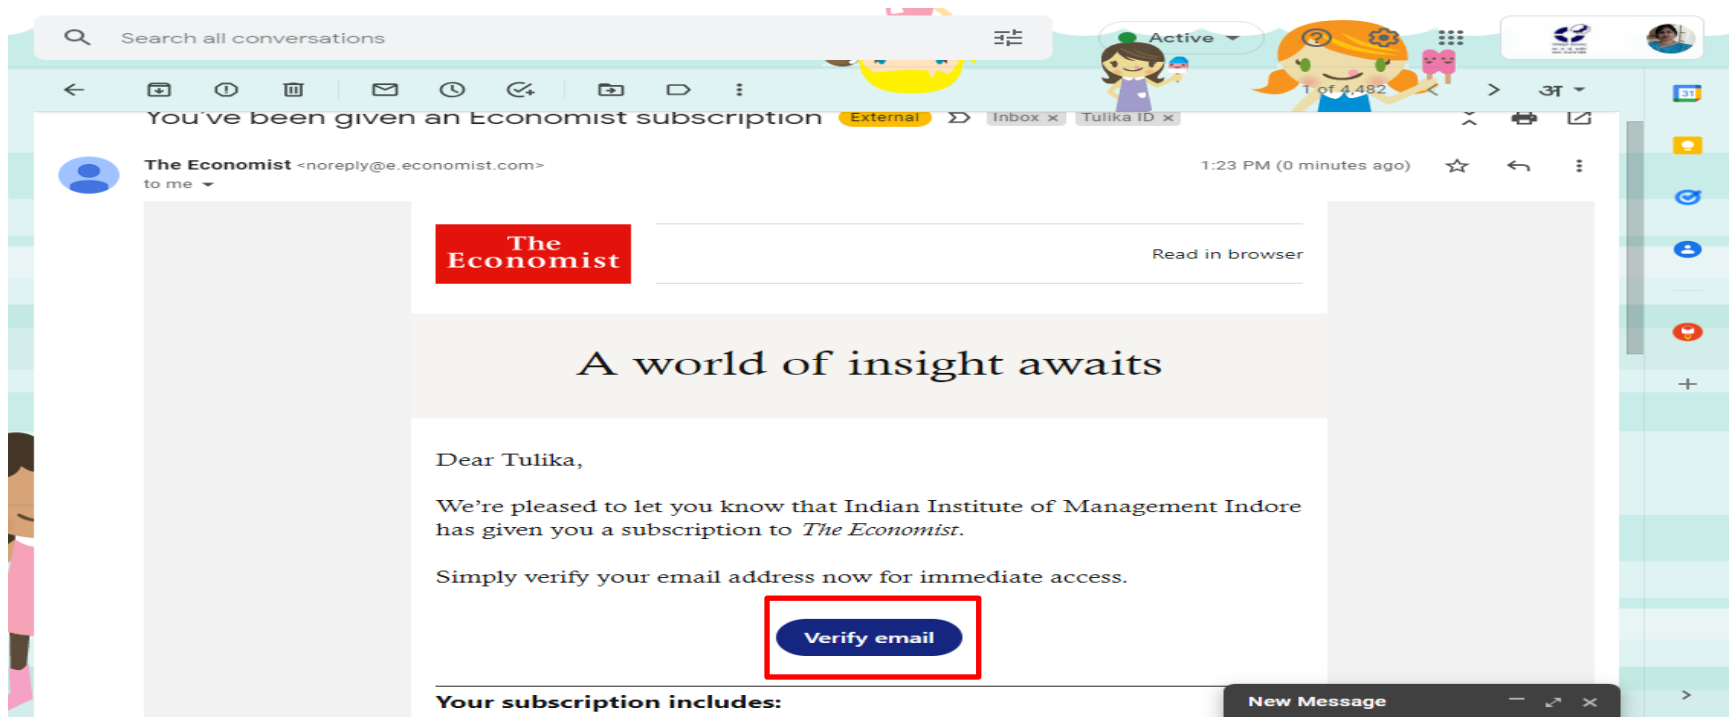 Search all conversations
Active
1 of 4,482
अ
31
You've been given an Economist subscription External Inbox x Tulika ID x
The Economist <noreply@e.economist.com>
1:23 PM (0 minutes ago)
to me
The
Economist
Read in browser
A world of insight awaits
Dear Tulika,
We're pleased to let you know that Indian Institute of Management Indore
has given you a subscription to The Economist.
Simply verify your email address now for immediate access.
Verify email
Your subscription includes:
New Message